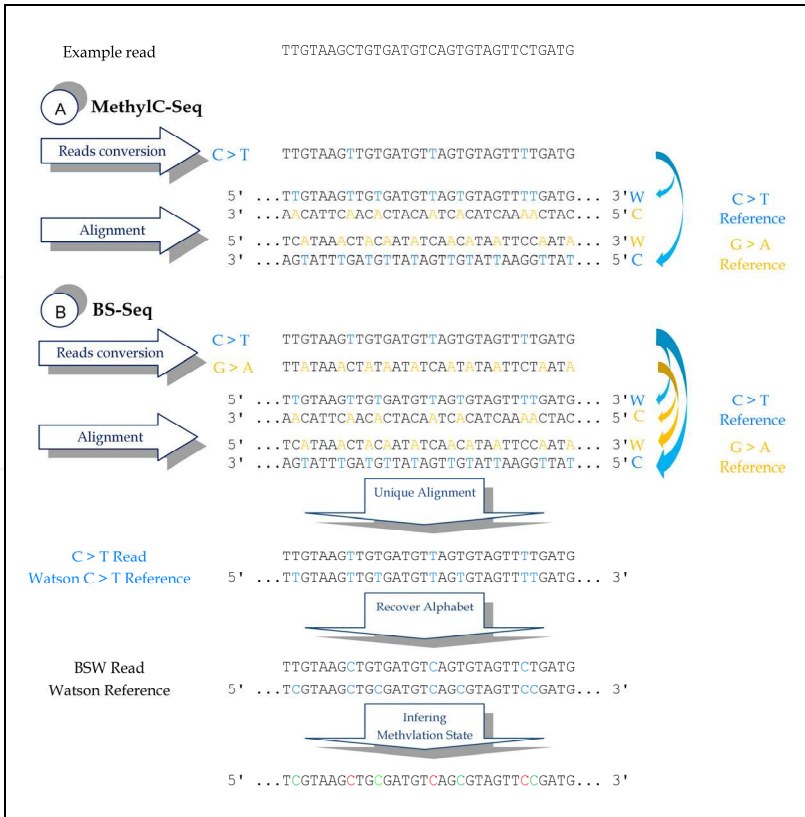 Example read TTGTAAGCTGTGATGTCAGTGTAGTTCTGATG
A MethylC-Seq
Reads conversion C > T TTGTAAGTTGTGATGTTAGTGTAGTTTTGATG
5' ...TTGTAAGTTGTGATGTTAGTGTAGTTTTGATG... 3'W
3' ...AACATTCAACACTACAATCACATCAAAACTAC... 5'C
C > T
Reference
Alignment
5' ...TCATAAACTACAATATCAACATAATTCCAATA... 3'W
3' ...AGTATTTGATGTTATAGTTGTATTAAGGTTAT... 5'C
G > A
Reference
B BS-Seq
Reads conversion
C > T TTGTAAGTTGTGATGTTAGTGTAGTTTTGATG
G > A TTATAAACTATAATATCAATATAATTCTAATA
5' ...TTGTAAGTTGTGATGTTAGTGTAGTTTTGATG... 3'W
3' ...AACATTCAACACTACAATCACATCAAAACTAC... 5'C
C > T
Reference
Alignment
5' ...TCATAAACTACAATATCAACATAATTCCAATA... 3'W
3' ...AGTATTTGATGTTATAGTTGTATTAAGGTTAT... 5'C
G > A
Reference
Unique Alignment
C > T Read TTGTAAGTTGTGATGTTAGTGTAGTTTTGATG
Watson C > T Reference 5' ...TTGTAAGTTGTGATGTTAGTGTAGTTTTGATG... 3'
Recover Alphabet
BSW Read TTGTAAGCTGTGATGTCAGTGTAGTTCTGATG
Watson Reference 5' ...TCGTAAGCTGCGATGTCAGCGTAGTTCCGATG... 3'
Infering
Methvlation State
5' ...TCGTAAGCTGCGATGTCAGCGTAGTTCCGATG... 3'